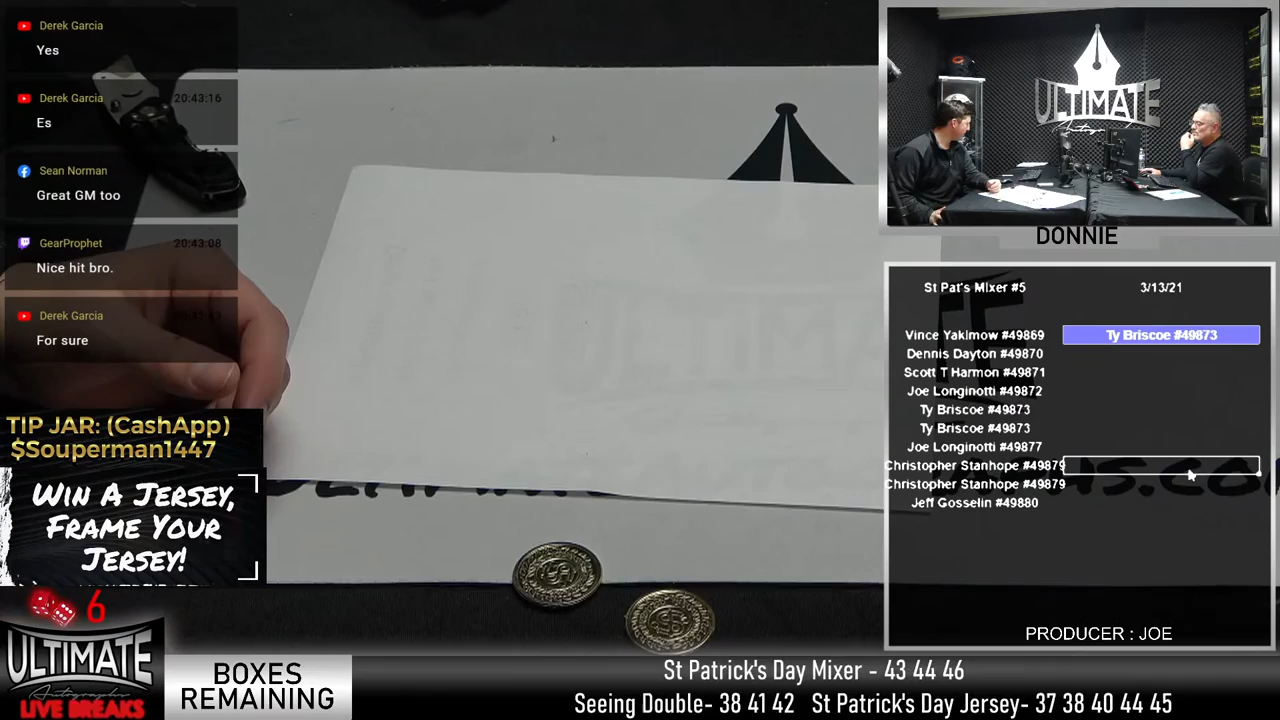 Derek Garcia
Yes
Derek Garcia 20:43:16
Es
Sean Norman
Great GM too
GearProphet 20:43:08
Nice hit bro.
Derek Garcia
For sure
TIP JAR: (CashApp)
$Souperman1447
WIN A JERSEY,
FRAME YOUR
JERSEY!
6
ULTIMATE
Autographs
LIVE BREAKS
BOXES
REMAINING
St Patrick's Day Mixer - 43 44 46
Seeing Double- 38 41 42 St Patrick's Day Jersey- 37 38 40 44 45
ULTIMATE
DONNIE
St Pat's Mixer #5 3/13/21
Vince Yakimow #49869 Ty Briscoe #49873
Dennis Dayton #49870
Scott T Harmon #49871
Joe Longinotti #49872
Ty Briscoe #49873
Ty Briscoe #49873
Joe Longinotti #49877
Christopher Stanhope #49879
Christopher Stanhope #49879
Jeff Gosselin #49880
PRODUCER : JOE